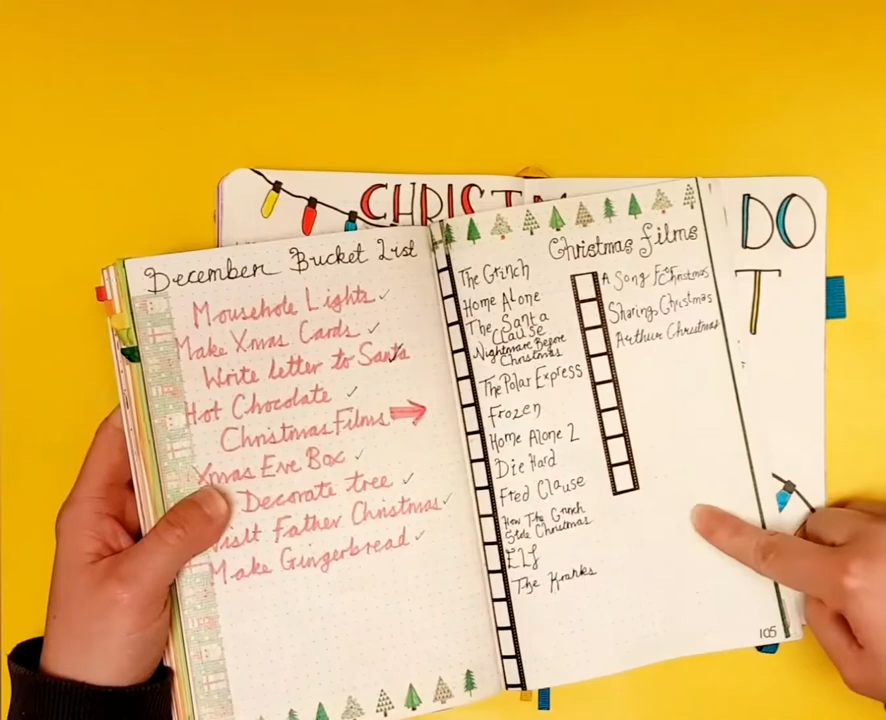 CHRIST
DO
T
December Bucket List
Mousehole Lights ✓
Make Xmas Cards ✓
Write letter to Santa ✓
Hot Chocolate ✓
Christmas Films →
Xmas Eve Box ✓
Decorate tree ✓
Visit Father Christmas ✓
Make Gingerbread ✓
Christmas Films
The Grinch
Home Alone
The Santa
Clause
Nightmare Before
Christmas
The Polar Express
Frozen
Home Alone 2
Die Hard
Fred Clause
How The Grinch
Stole Christmas
ELF
The Kranks
A Song For Christmas
Sharing Christmas
Arthur Christmas
105